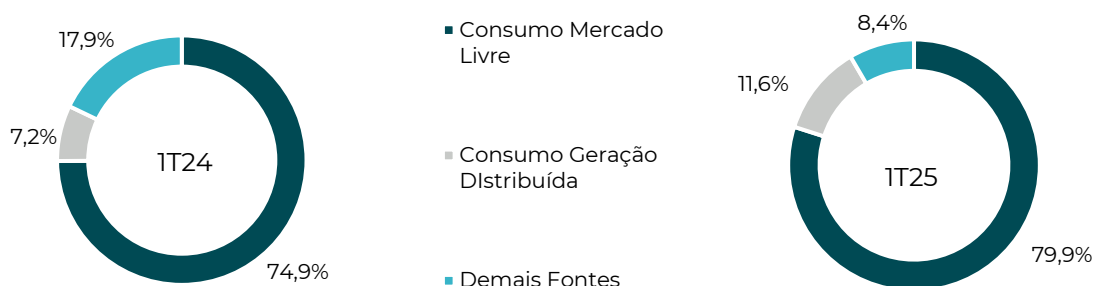 17,9%
7,2%
1T24
74,9%
Consumo Mercado
Livre
Consumo Geração
DIstribuída
Demais Fontes
8,4%
11,6%
1T25
79,9%